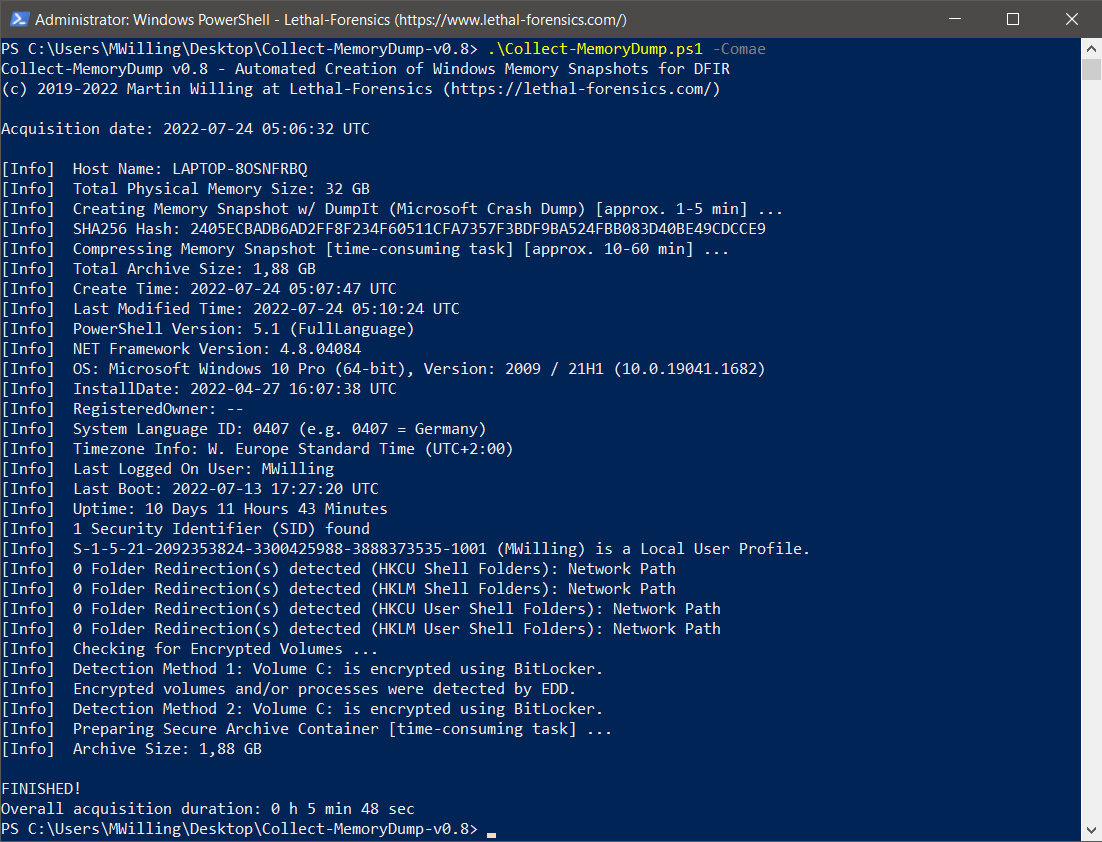 Administrator: Windows PowerShell - Lethal-Forensics (https://www.lethal-forensics.com/)
PS C:\Users\MWilling\Desktop\Collect-MemoryDump-v0.8> .\Collect-MemoryDump.ps1 -Comae
Collect-MemoryDump v0.8 - Automated Creation of Windows Memory Snapshots for DFIR
(c) 2019-2022 Martin Willing at Lethal-Forensics (https://lethal-forensics.com/)
Acquisition date: 2022-07-24 05:06:32 UTC
[Info]  Host Name: LAPTOP-8OSNFRBQ
[Info]  Total Physical Memory Size: 32 GB
[Info]  Creating Memory Snapshot w/ DumpIt (Microsoft Crash Dump) [approx. 1-5 min] ...
[Info]  SHA256 Hash: 2405ECBADB6AD2FF8F234F60511CFA7357F3BDF9BA524FBB083D40BE49CDCCE9
[Info]  Compressing Memory Snapshot [time-consuming task] [approx. 10-60 min] ...
[Info]  Total Archive Size: 1,88 GB
[Info]  Create Time: 2022-07-24 05:07:47 UTC
[Info]  Last Modified Time: 2022-07-24 05:10:24 UTC
[Info]  PowerShell Version: 5.1 (FullLanguage)
[Info]  NET Framework Version: 4.8.04084
[Info]  OS: Microsoft Windows 10 Pro (64-bit), Version: 2009 / 21H1 (10.0.19041.1682)
[Info]  InstallDate: 2022-04-27 16:07:38 UTC
[Info]  RegisteredOwner: --
[Info]  System Language ID: 0407 (e.g. 0407 = Germany)
[Info]  Timezone Info: W. Europe Standard Time (UTC+2:00)
[Info]  Last Logged On User: MWilling
[Info]  Last Boot: 2022-07-13 17:27:20 UTC
[Info]  Uptime: 10 Days 11 Hours 43 Minutes
[Info]  1 Security Identifier (SID) found
[Info]  S-1-5-21-2092353824-3300425988-3888373535-1001 (MWilling) is a Local User Profile.
[Info]  0 Folder Redirection(s) detected (HKCU Shell Folders): Network Path
[Info]  0 Folder Redirection(s) detected (HKLM Shell Folders): Network Path
[Info]  0 Folder Redirection(s) detected (HKCU User Shell Folders): Network Path
[Info]  0 Folder Redirection(s) detected (HKLM User Shell Folders): Network Path
[Info]  Checking for Encrypted Volumes ...
[Info]  Detection Method 1: Volume C: is encrypted using BitLocker.
[Info]  Encrypted volumes and/or processes were detected by EDD.
[Info]  Detection Method 2: Volume C: is encrypted using BitLocker.
[Info]  Preparing Secure Archive Container [time-consuming task] ...
[Info]  Archive Size: 1,88 GB
FINISHED!
Overall acquisition duration: 0 h 5 min 48 sec
PS C:\Users\MWilling\Desktop\Collect-MemoryDump-v0.8>